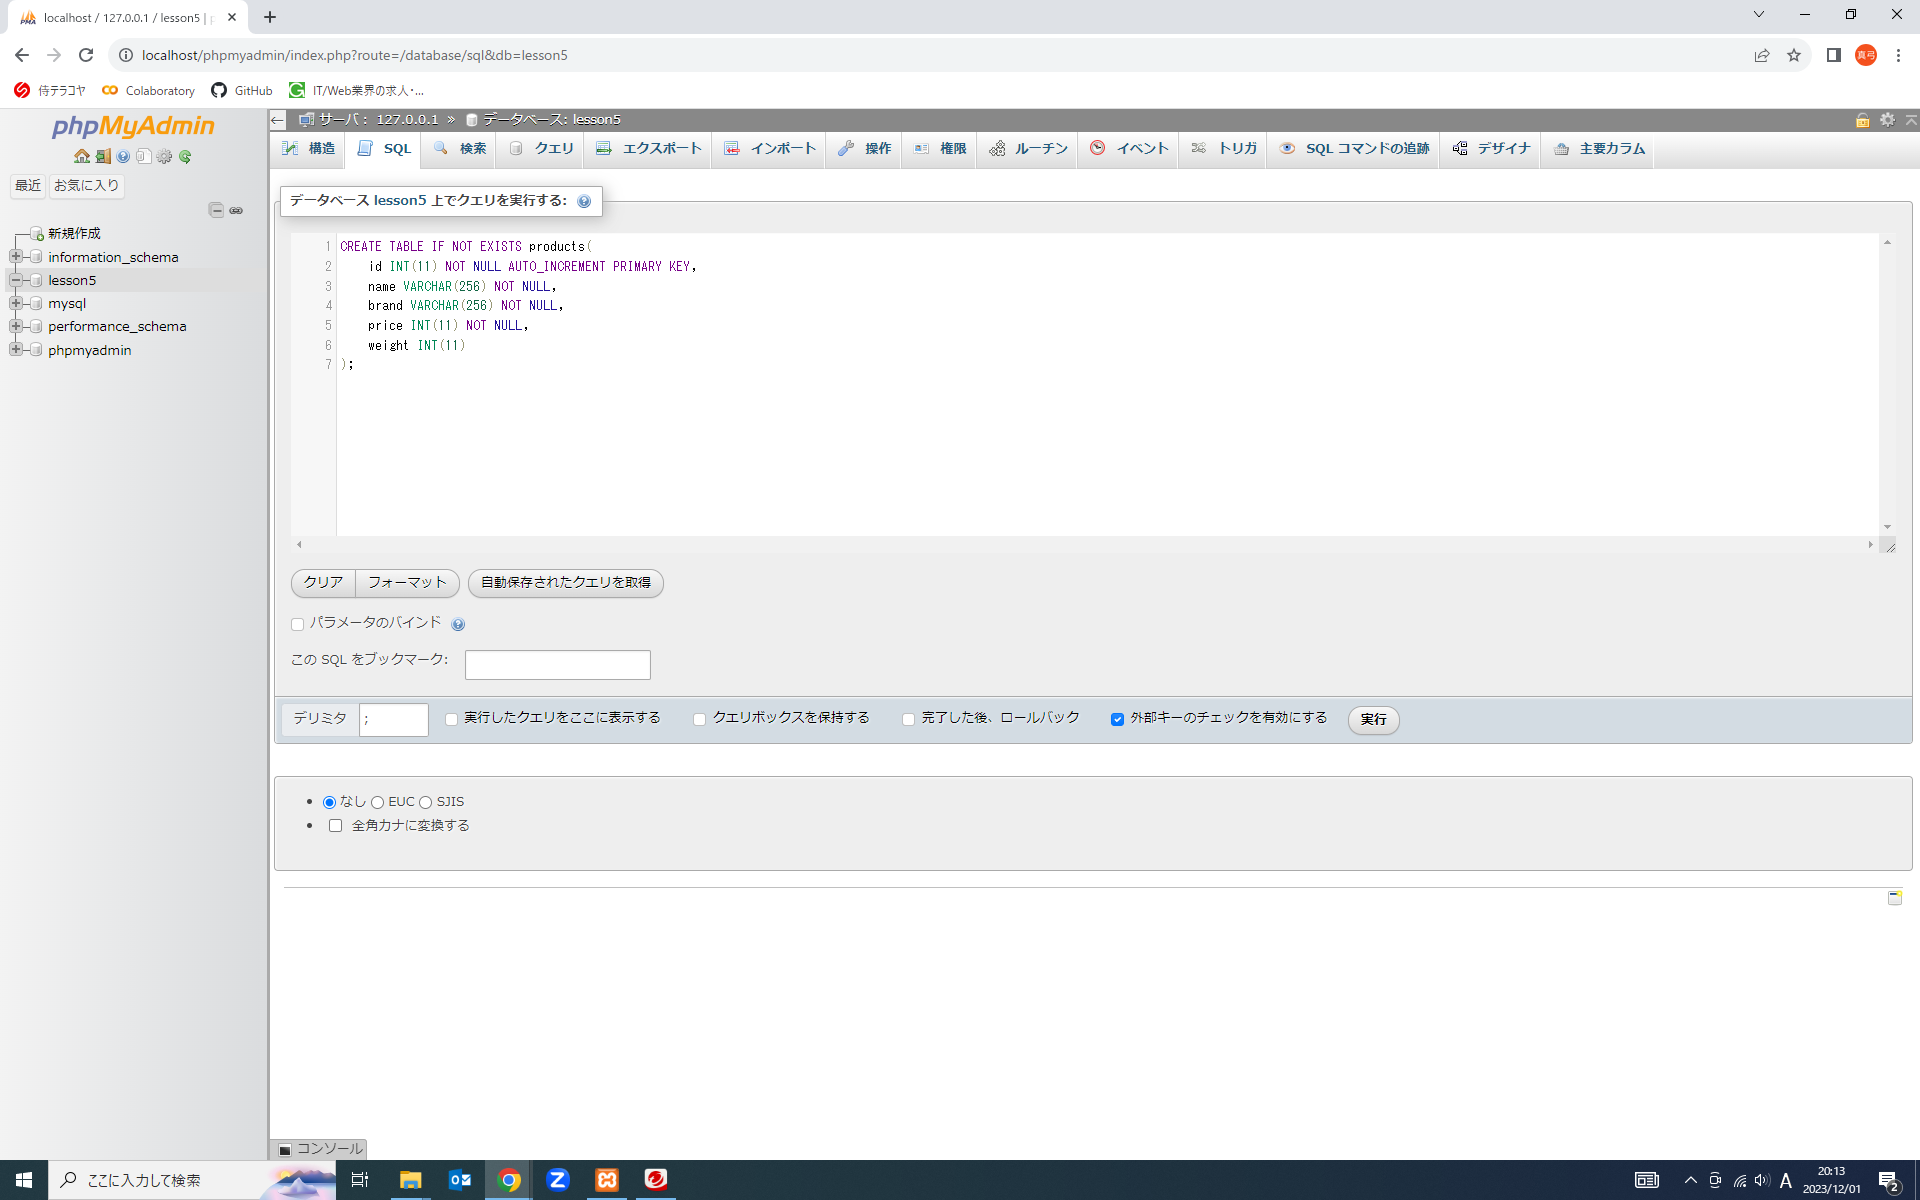 localhost / 127.0.0.1 / lesson5 |
localhost/phpmyadmin/index.php?route=/database/sql&db=lesson5
真弓
侍テラコヤ Colaboratory GitHub IT/Web業界の求人・...
phpMyAdmin
最近 お気に入り
新規作成
information_schema
lesson5
mysql
performance_schema
phpmyadmin
サーバ: 127.0.0.1 » データベース: lesson5
構造 SQL 検索 クエリ エクスポート インポート 操作 権限 ルーチン イベント トリガ SQL コマンドの追跡 デザイナ 主要カラム
データベース lesson5 上でクエリを実行する:
1 CREATE TABLE IF NOT EXISTS products(
2 id INT(11) NOT NULL AUTO_INCREMENT PRIMARY KEY,
3 name VARCHAR(256) NOT NULL,
4 brand VARCHAR(256) NOT NULL,
5 price INT(11) NOT NULL,
6 weight INT(11)
7 );
クリア フォーマット 自動保存されたクエリを取得
パラメータのバインド
この SQL をブックマーク:
デリミタ ; 実行したクエリをここに表示する クエリボックスを保持する 完了した後、ロールバック 外部キーのチェックを有効にする 実行
なし EUC SJIS
全角カナに変換する
コンソール
ここに入力して検索
A 20:13
2023/12/01
2